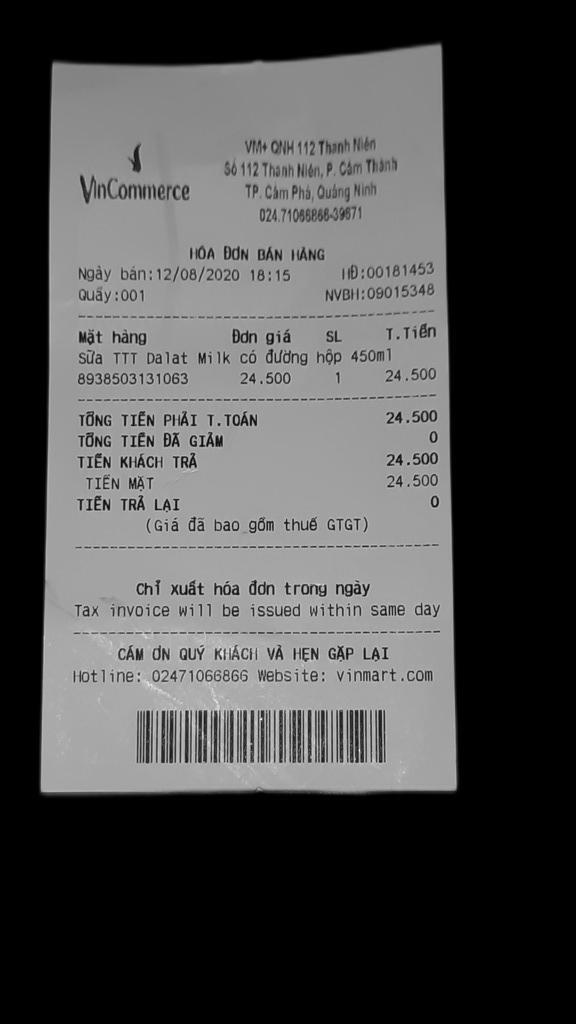 VinCommerce
VM+ QNH 112 Thanh Niên
Số 112 Thanh Niên, P. Cẩm Thành
TP. Cẩm Phả, Quảng Ninh
024.71066866-39671
HÓA ĐƠN BÁN HÀNG
Ngày bán:12/08/2020 18:15 HĐ:00181453
Quầy:001 NVBH:09015348
Mặt hàng Đơn giá SL T.Tiền
Sữa TTT Dalat Milk có đường hộp 450ml
8938503131063 24.500 1 24.500
TỔNG TIỀN PHẢI T.TOÁN 24.500
TỔNG TIỀN ĐÃ GIẢM 0
TIỀN KHÁCH TRẢ 24.500
TIỀN MẶT 24.500
TIỀN TRẢ LẠI 0
(Giá đã bao gồm thuế GTGT)
Chỉ xuất hóa đơn trong ngày
Tax invoice will be issued within same day
CẢM ƠN QUÝ KHÁCH VÀ HẸN GẶP LẠI
Hotline: 02471066866 Website: vinmart.com